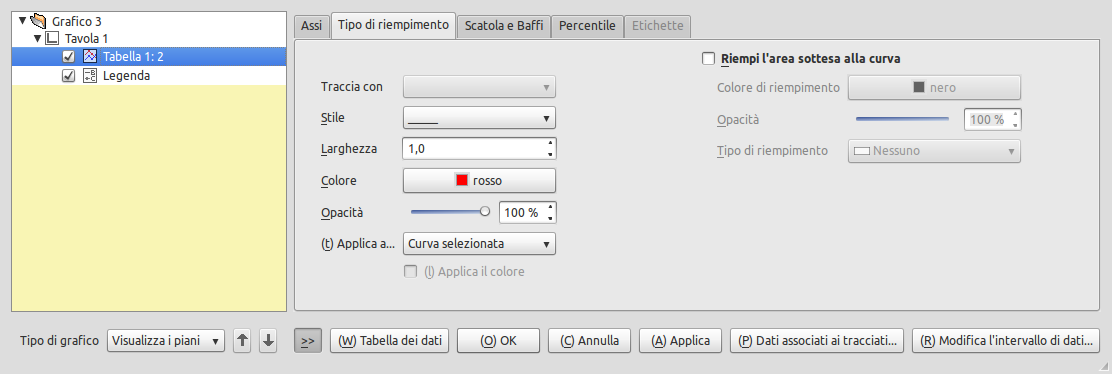 Grafico 3
Tavola 1
Tabella 1: 2
Legenda
Tipo di grafico Visualizza i piani
Assi Tipo di riempimento Scatola e Baffi Percentile Etichette
Traccia con
Stile
Larghezza 1,0
Colore rosso
Opacità 100 %
(t) Applica a... Curva selezionata
(l) Applica il colore
Riempi l'area sottesa alla curva
Colore di riempimento nero
Opacità 100 %
Tipo di riempimento Nessuno
>> (W) Tabella dei dati (O) OK (C) Annulla (A) Applica (P) Dati associati ai tracciati... (R) Modifica l'intervallo di dati...